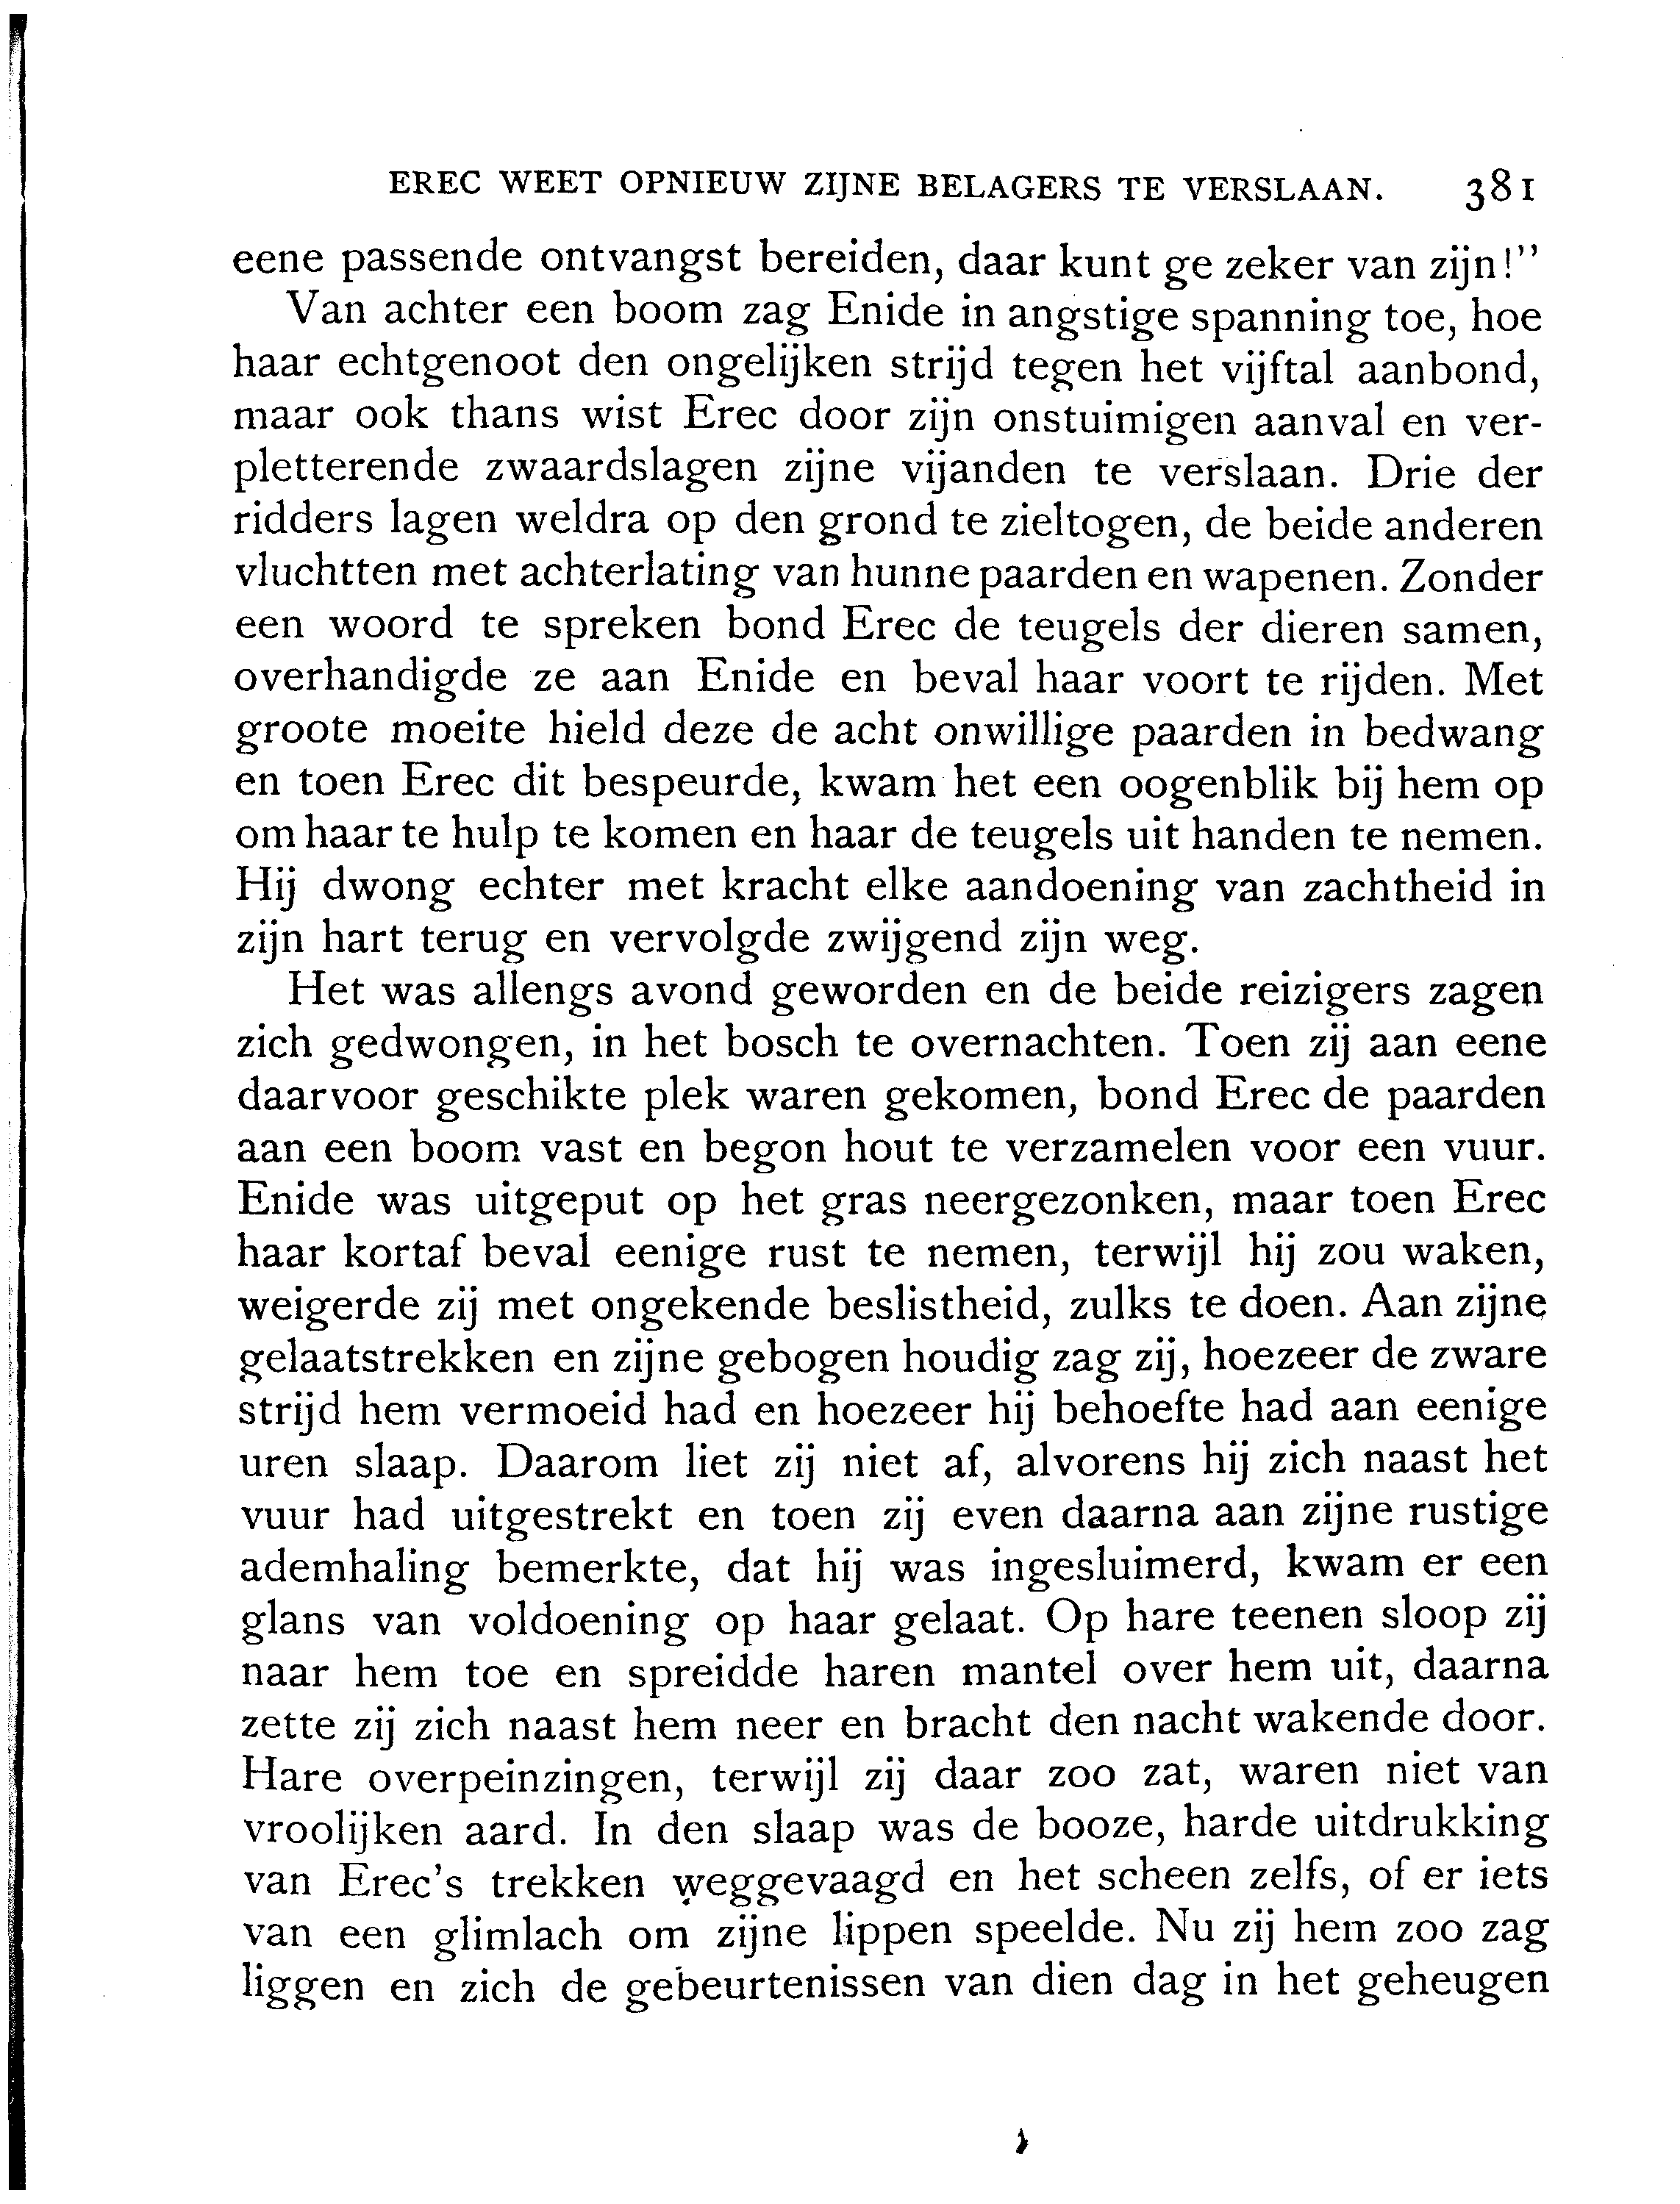 EREC WEET OPNIEUW ZIJNE BELAGERS TE VERSLAAN. 381
eene passende ontvangst bereiden, daar kunt ge zeker van zijn!”
Van achter een boom zag Enide in angstige spanning toe, hoe
haar echtgenoot den ongelijken strijd tegen het vijftal aanbond,
maar ook thans wist Erec door zijn onstuimigen aanval en ver-
pletterende zwaardslagen zijne vijanden te verslaan. Drie der
ridders lagen weldra op den grond te zieltogen, de beide anderen
vluchtten met achterlating van hunne paarden en wapenen. Zonder
een woord te spreken bond Erec de teugels der dieren samen,
overhandigde ze aan Enide en beval haar voort te rijden. Met
groote moeite hield deze de acht onwillige paarden in bedwang
en toen Erec dit bespeurde, kwam het een oogenblik bij hem op
om haar te hulp te komen en haar de teugels uit handen te nemen.
Hij dwong echter met kracht elke aandoening van zachtheid in
zijn hart terug en vervolgde zwijgend zijn weg.
Het was allengs avond geworden en de beide reizigers zagen
zich gedwongen, in het bosch te overnachten. Toen zij aan eene
daarvoor geschikte plek waren gekomen, bond Erec de paarden
aan een boom vast en begon hout te verzamelen voor een vuur.
Enide was uitgeput op het gras neergezonken, maar toen Erec
haar kortaf beval eenige rust te nemen, terwijl hij zou waken,
weigerde zij met ongekende beslistheid, zulks te doen. Aan zijne
gelaatstrekken en zijne gebogen houdig zag zij, hoezeer de zware
strijd hem vermoeid had en hoezeer hij behoefte had aan eenige
uren slaap. Daarom liet zij niet af, alvorens hij zich naast het
vuur had uitgestrekt en toen zij even daarna aan zijne rustige
ademhaling bemerkte, dat hij was ingesluimerd, kwam er een
glans van voldoening op haar gelaat. Op hare teenen sloop zij
naar hem toe en spreidde haren mantel over hem uit, daarna
zette zij zich naast hem neer en bracht den nacht wakende door.
Hare overpeinzingen, terwijl zij daar zoo zat, waren niet van
vroolijken aard. In den slaap was de booze, harde uitdrukking
van Erec’s trekken weggevaagd en het scheen zelfs, of er iets
van een glimlach om zijne lippen speelde. Nu zij hem zoo zag
liggen en zich de gebeurtenissen van dien dag in het geheugen